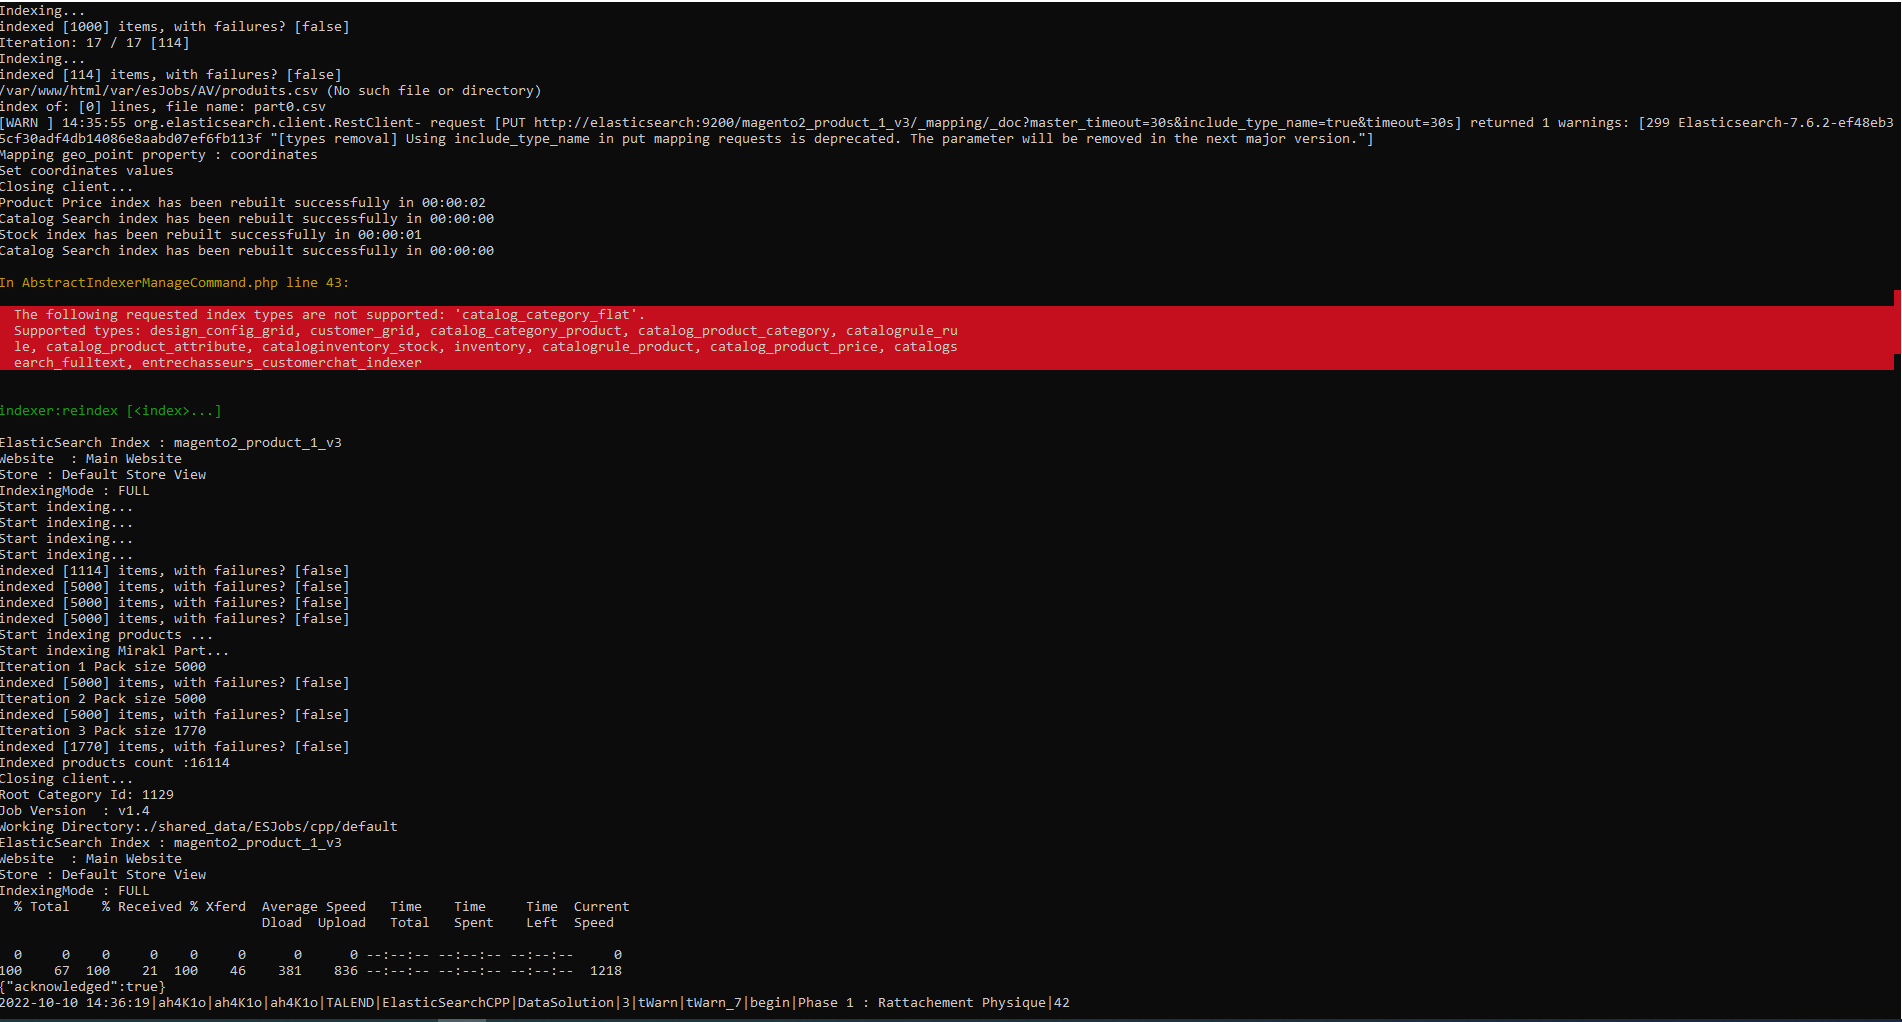 Indexing...
indexed [1000] items, with failures? [false]
Iteration: 17 / 17 [114]
Indexing...
indexed [114] items, with failures? [false]
/var/www/html/var/esJobs/AV/produits.csv (No such file or directory)
index of: [0] lines, file name: part0.csv
[WARN ] 14:35:55 org.elasticsearch.client.RestClient- request [PUT http://elasticsearch:9200/magento2_product_1_v3/_mapping/_doc?master_timeout=30s&include_type_name=true&timeout=30s] returned 1 warnings: [299 Elasticsearch-7.6.2-ef48eb3
5cf30adf4db14086e8aabd07ef6fb113f "[types removal] Using include_type_name in put mapping requests is deprecated. The parameter will be removed in the next major version."]
Mapping geo_point property : coordinates
Set coordinates values
Closing client...
Product Price index has been rebuilt successfully in 00:00:02
Catalog Search index has been rebuilt successfully in 00:00:00
Stock index has been rebuilt successfully in 00:00:01
Catalog Search index has been rebuilt successfully in 00:00:00
In AbstractIndexerManageCommand.php line 43:
The following requested index types are not supported: 'catalog_category_flat'.
Supported types: design_config_grid, customer_grid, catalog_category_product, catalog_product_category, catalogrule_ru
le, catalog_product_attribute, cataloginventory_stock, inventory, catalogrule_product, catalog_product_price, catalogs
earch_fulltext, entrechasseurs_customerchat_indexer
indexer:reindex [<index>...]
ElasticSearch Index : magento2_product_1_v3
Website  : Main Website
Store : Default Store View
IndexingMode : FULL
Start indexing...
Start indexing...
Start indexing...
Start indexing...
indexed [1114] items, with failures? [false]
indexed [5000] items, with failures? [false]
indexed [5000] items, with failures? [false]
indexed [5000] items, with failures? [false]
Start indexing products ...
Start indexing Mirakl Part...
Iteration 1 Pack size 5000
indexed [5000] items, with failures? [false]
Iteration 2 Pack size 5000
indexed [5000] items, with failures? [false]
Iteration 3 Pack size 1770
indexed [1770] items, with failures? [false]
Indexed products count :16114
Closing client...
Root Category Id: 1129
Job Version  : v1.4
Working Directory:./shared_data/ESJobs/cpp/default
ElasticSearch Index : magento2_product_1_v3
Website  : Main Website
Store : Default Store View
IndexingMode : FULL
% Total    % Received % Xferd  Average Speed   Time    Time     Time  Current
Dload  Upload   Total   Spent    Left  Speed
0     0    0     0    0     0      0      0 --:--:-- --:--:-- --:--:--     0
100    67  100    21  100    46    381    836 --:--:-- --:--:-- --:--:--  1218
{"acknowledged":true}
2022-10-10 14:36:19|ah4K1o|ah4K1o|ah4K1o|TALEND|ElasticSearchCPP|DataSolution|3|tWarn|tWarn_7|begin|Phase 1 : Rattachement Physique|42